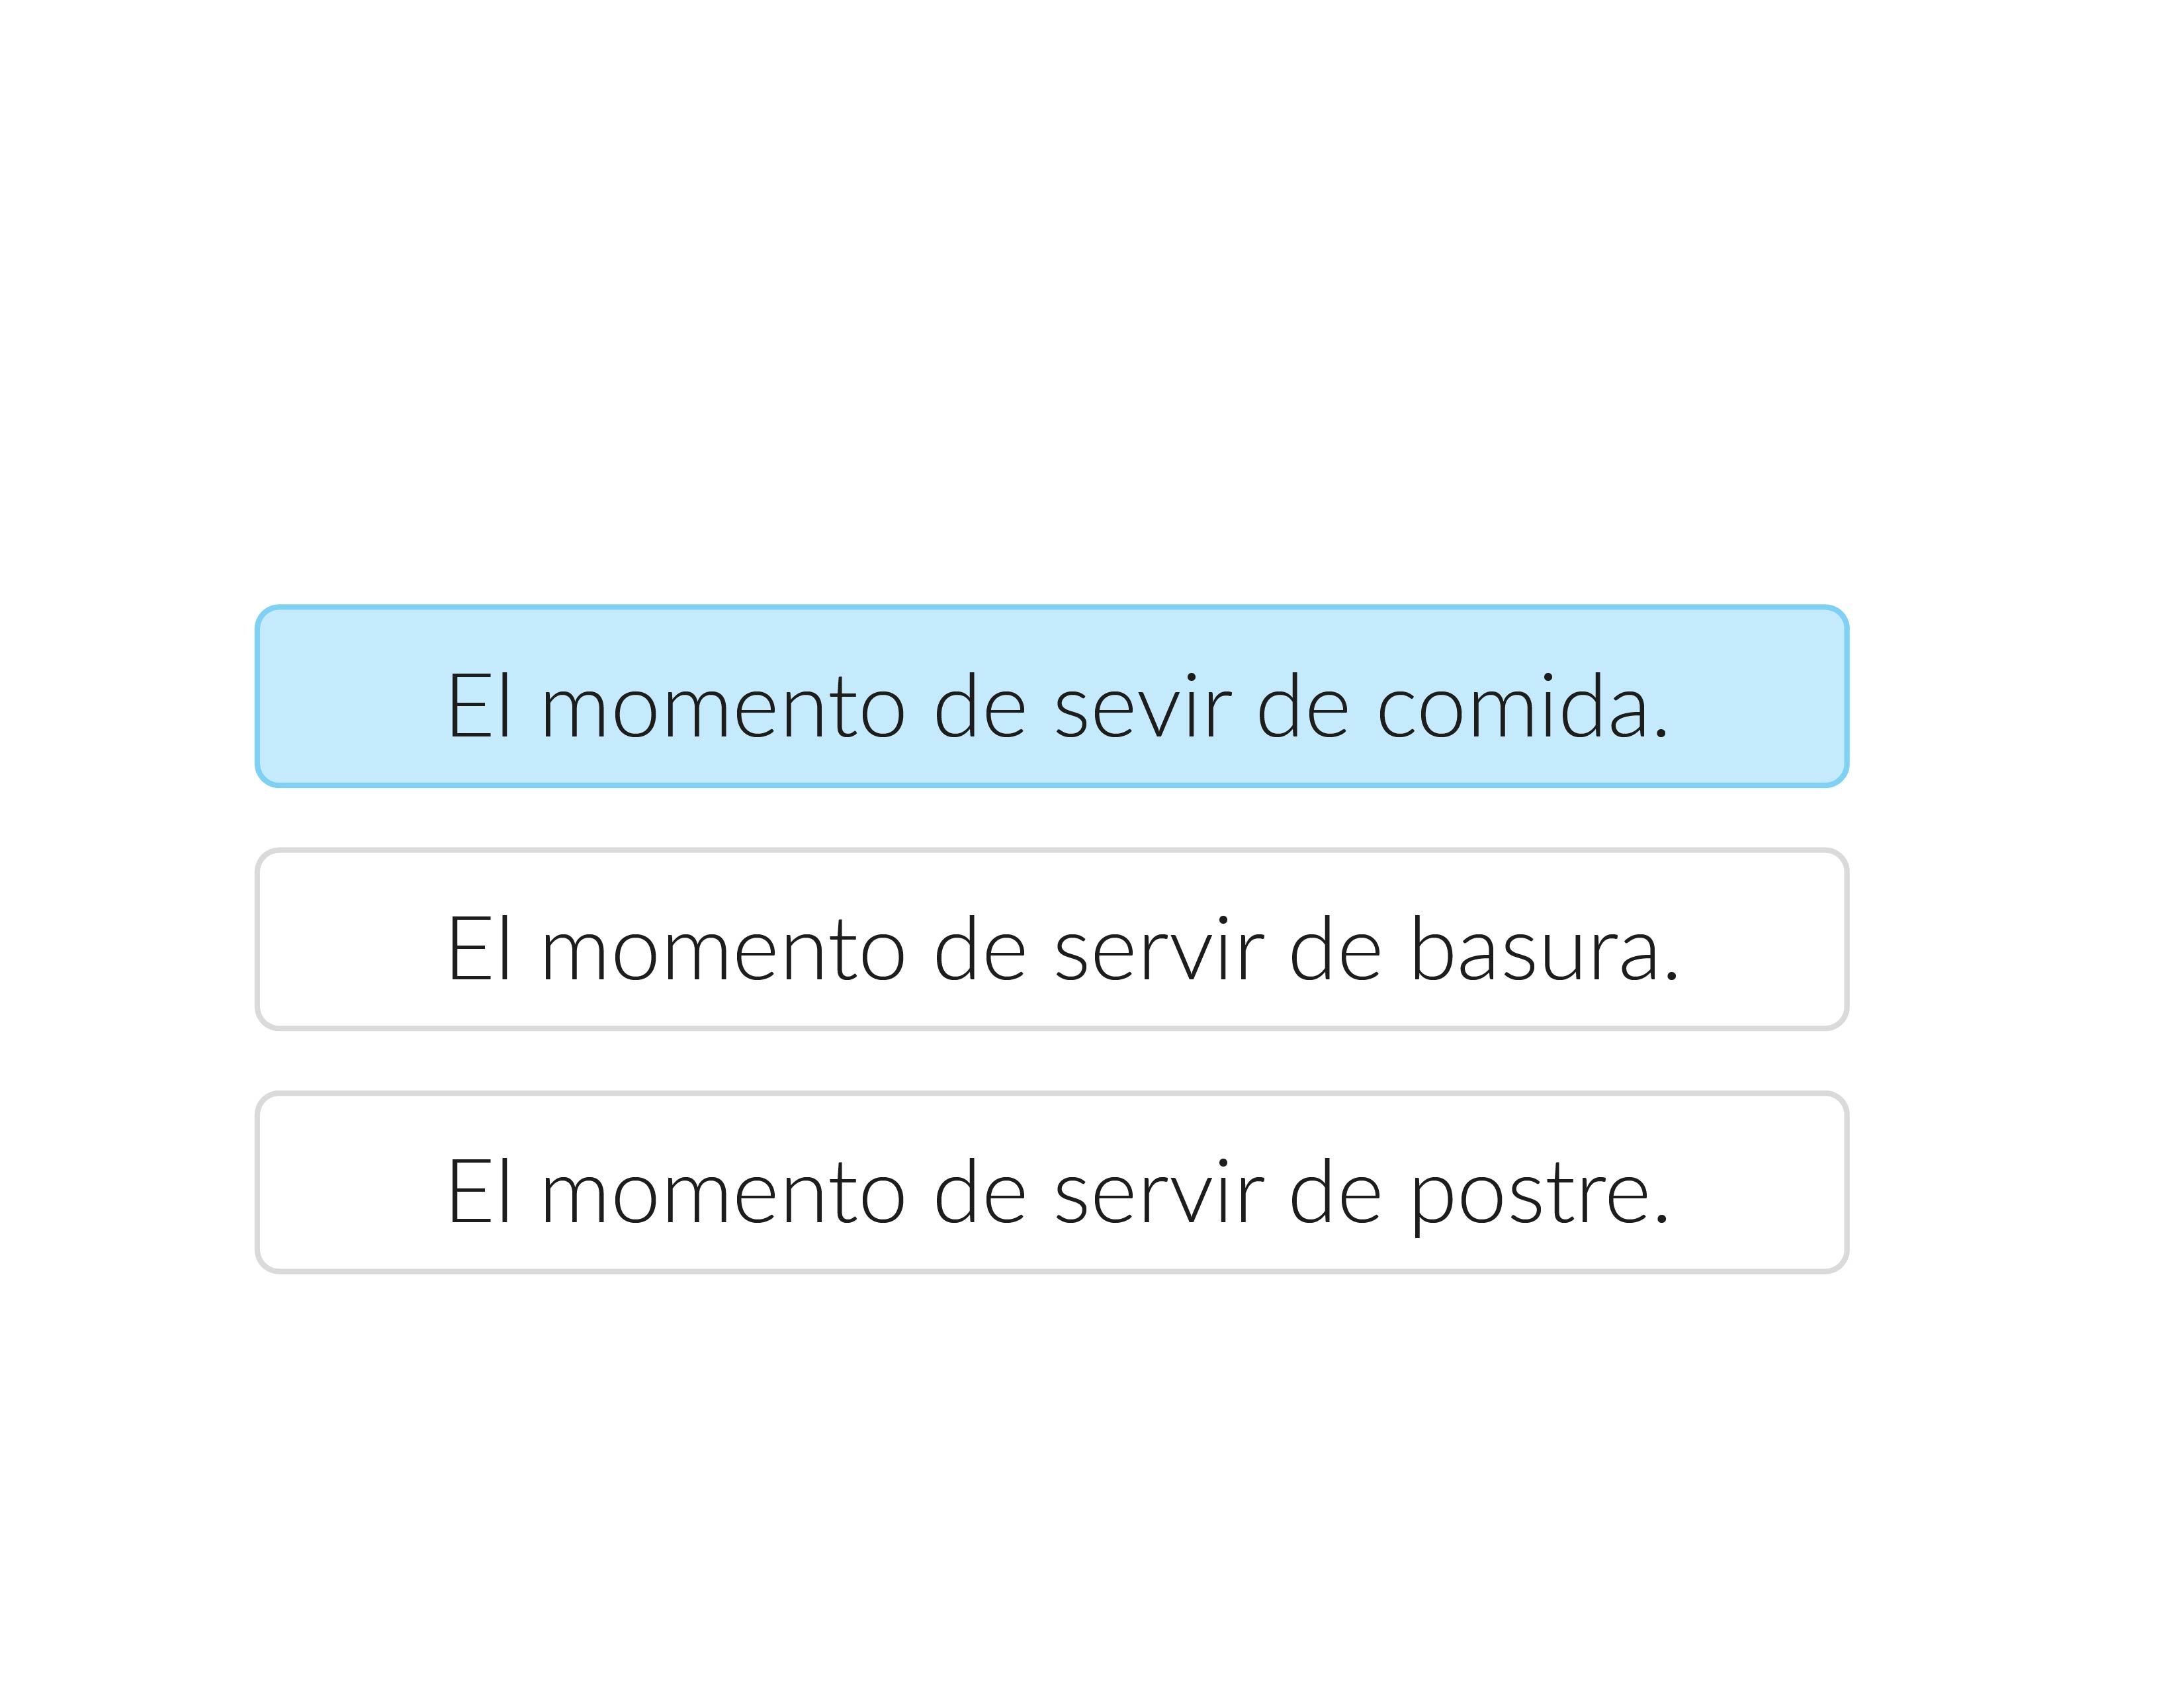 El momento de sevir de comida.
El momento de servir de basura.
El momento de servir de postre.